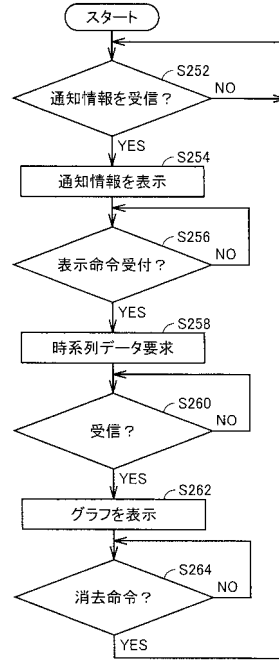 スタート
S252
通知情報を受信？
NO
YES
S254
通知情報を表示
S256
表示命令受付？
NO
YES
S258
時系列データ要求
S260
受信？
NO
YES
S262
グラフを表示
S264
消去命令？
NO
YES